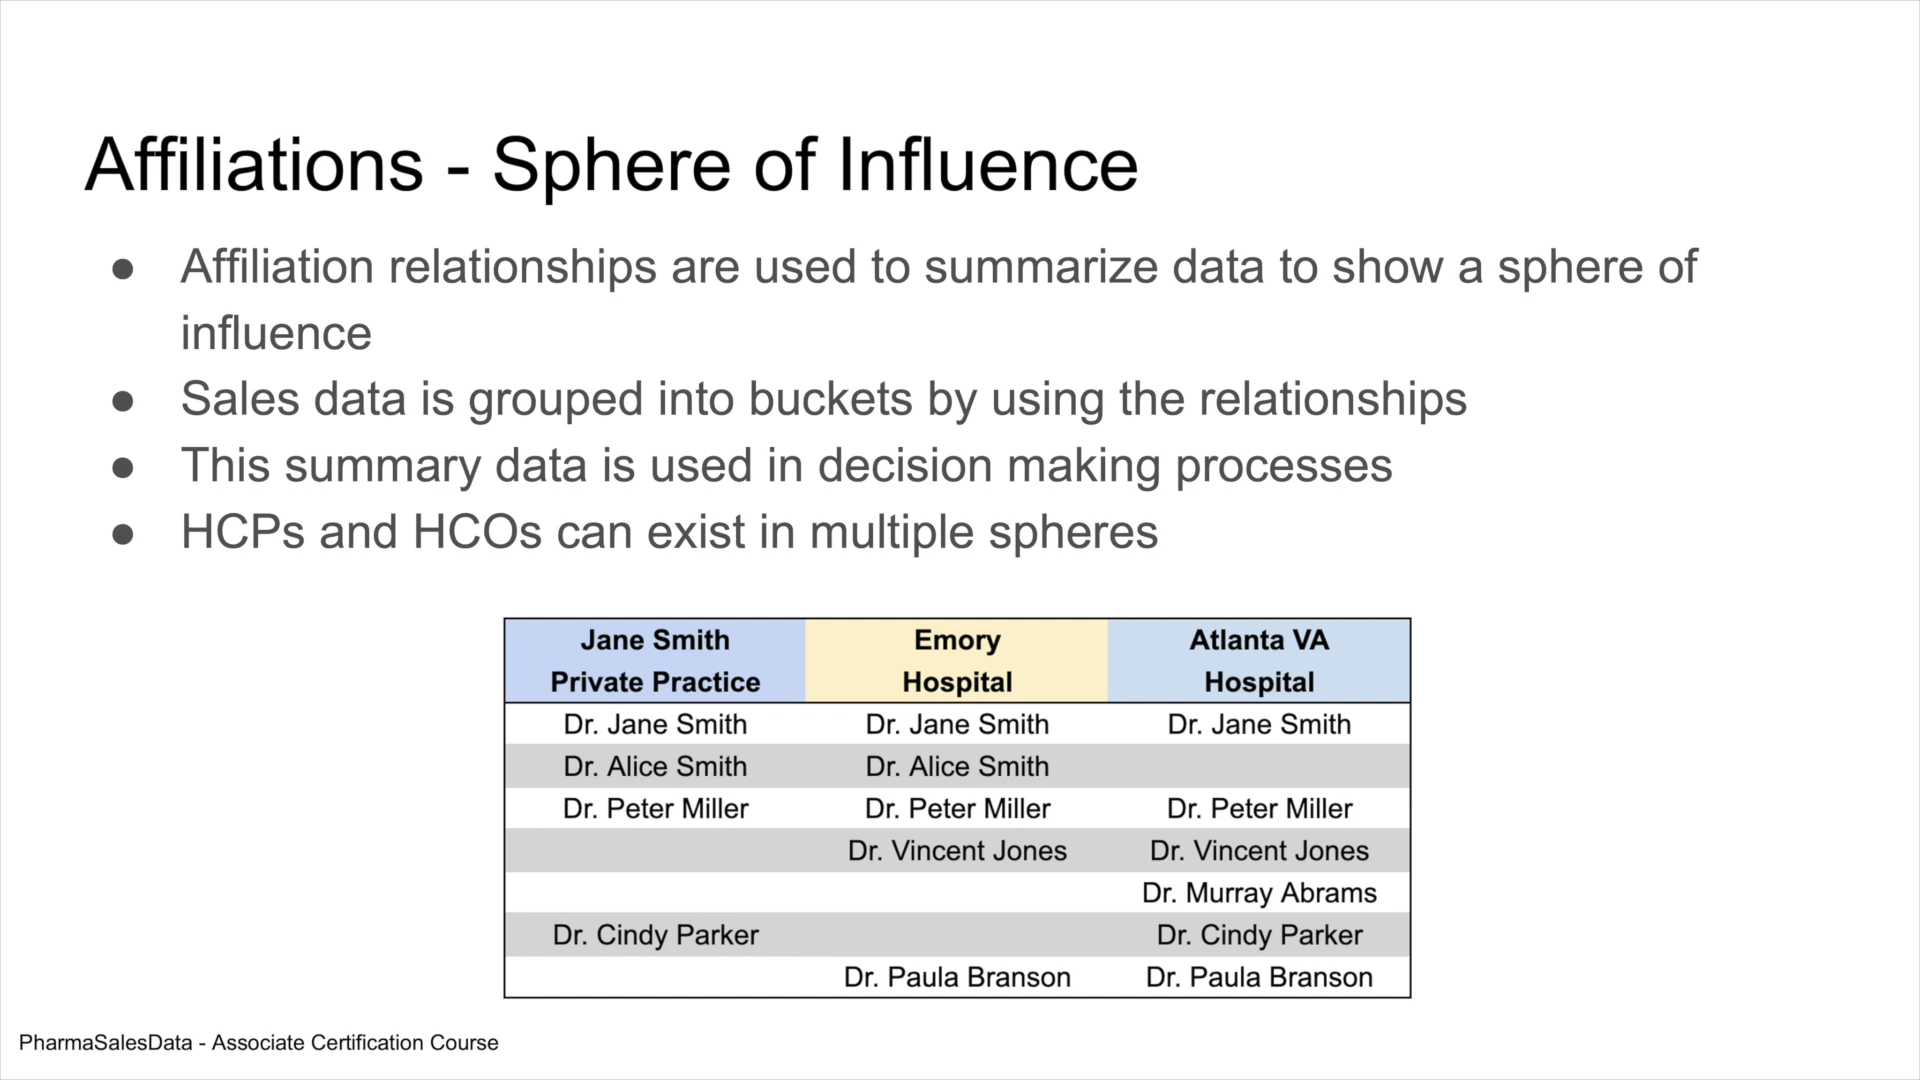 Affiliations - Sphere of Influence
● Affiliation relationships are used to summarize data to show a sphere of
influence
● Sales data is grouped into buckets by using the relationships
● This summary data is used in decision making processes
● HCPs and HCOs can exist in multiple spheres
Jane Smith Emory Atlanta VA
Private Practice Hospital Hospital
Dr. Jane Smith Dr. Jane Smith Dr. Jane Smith
Dr. Alice Smith Dr. Alice Smith
Dr. Peter Miller Dr. Peter Miller Dr. Peter Miller
Dr. Vincent Jones Dr. Vincent Jones
Dr. Murray Abrams
Dr. Cindy Parker Dr. Cindy Parker
Dr. Paula Branson Dr. Paula Branson
PharmaSalesData - Associate Certification Course